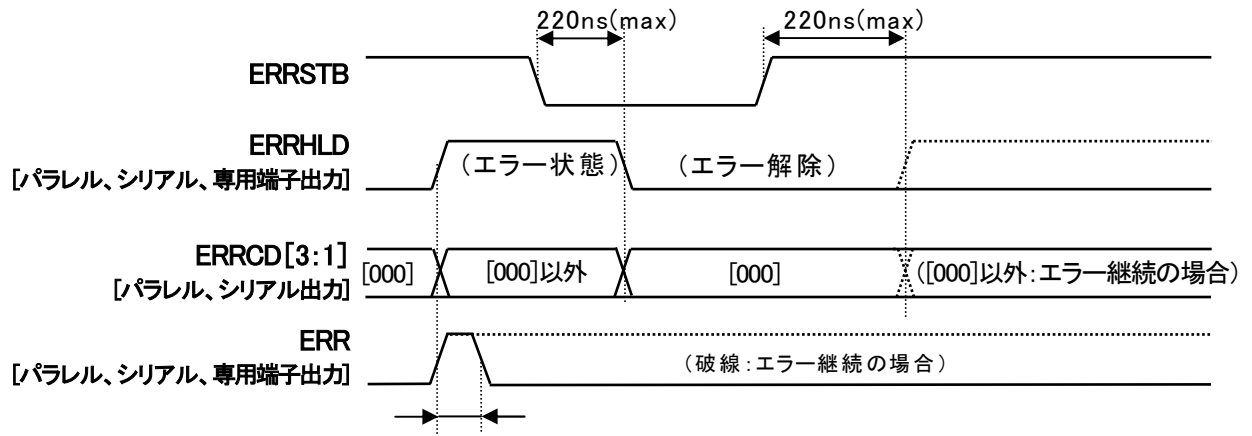 220ns(max) 220ns(max)
ERRSTB
ERRHLD
[パラレル、シリアル、専用端子出力]
(エラー状態) (エラー解除)
ERRCD[3:1]
[パラレル、シリアル出力]
[000] [000]以外 [000] ([000]以外:エラー継続の場合)
ERR
[パラレル、シリアル、専用端子出力]
(破線:エラー継続の場合)